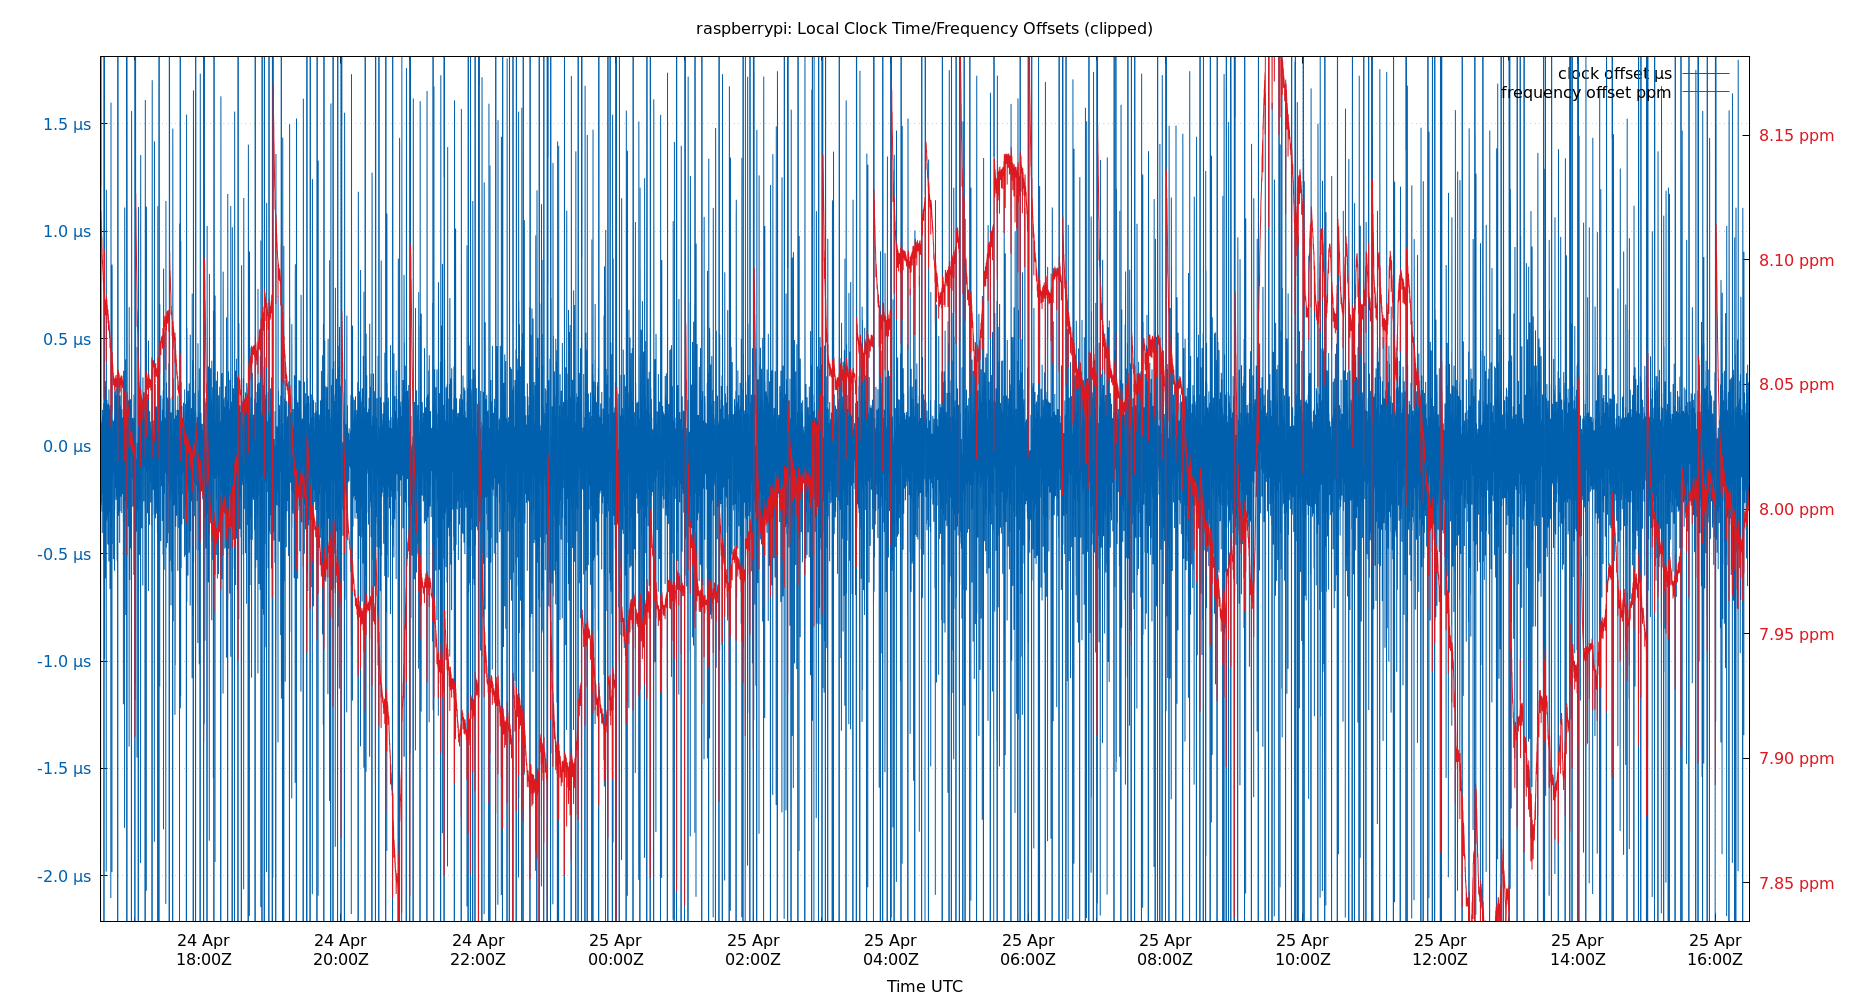 raspberrypi: Local Clock Time/Frequency Offsets (clipped)
clock offset µs
frequency offset ppm
1.5 µs
1.0 µs
0.5 µs
0.0 µs
-0.5 µs
-1.0 µs
-1.5 µs
-2.0 µs
8.15 ppm
8.10 ppm
8.05 ppm
8.00 ppm
7.95 ppm
7.90 ppm
7.85 ppm
24 Apr 24 Apr 24 Apr 25 Apr 25 Apr 25 Apr 25 Apr 25 Apr 25 Apr 25 Apr 25 Apr 25 Apr
18:00Z 20:00Z 22:00Z 00:00Z 02:00Z 04:00Z 06:00Z 08:00Z 10:00Z 12:00Z 14:00Z 16:00Z
Time UTC